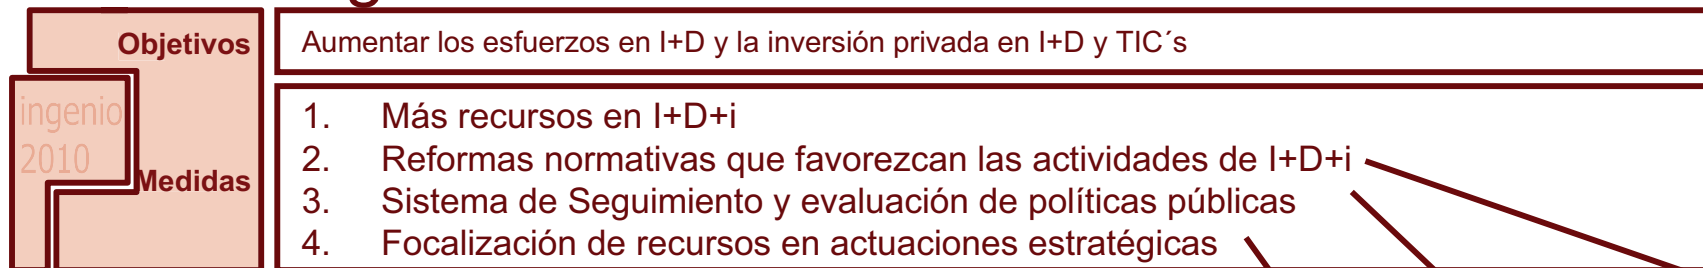 Objetivos
Aumentar los esfuerzos en I+D y la inversión privada en I+D y TIC´s
ingenio
2010
Medidas
1. Más recursos en I+D+i
2. Reformas normativas que favorezcan las actividades de I+D+i
3. Sistema de Seguimiento y evaluación de políticas públicas
4. Focalización de recursos en actuaciones estratégicas